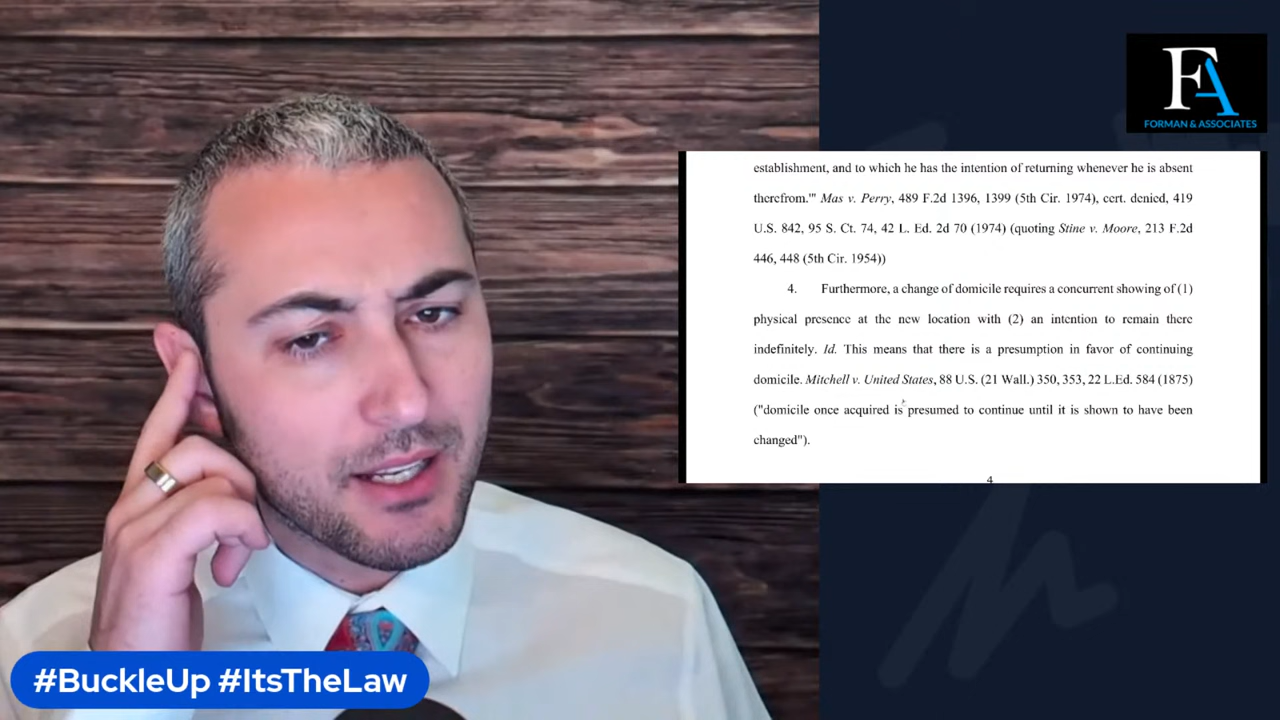 FA
FORMAN & ASSOCIATES
establishment, and to which he has the intention of returning whenever he is absent
therefrom.'" Mas v. Perry, 489 F.2d 1396, 1399 (5th Cir. 1974), cert. denied, 419
U.S. 842, 95 S. Ct. 74, 42 L. Ed. 2d 70 (1974) (quoting Stine v. Moore, 213 F.2d
446, 448 (5th Cir. 1954))
4. Furthermore, a change of domicile requires a concurrent showing of (1)
physical presence at the new location with (2) an intention to remain there
indefinitely. Id. This means that there is a presumption in favor of continuing
domicile. Mitchell v. United States, 88 U.S. (21 Wall.) 350, 353, 22 L.Ed. 584 (1875)
("domicile once acquired is presumed to continue until it is shown to have been
changed").
4
#BuckleUp #ItsTheLaw